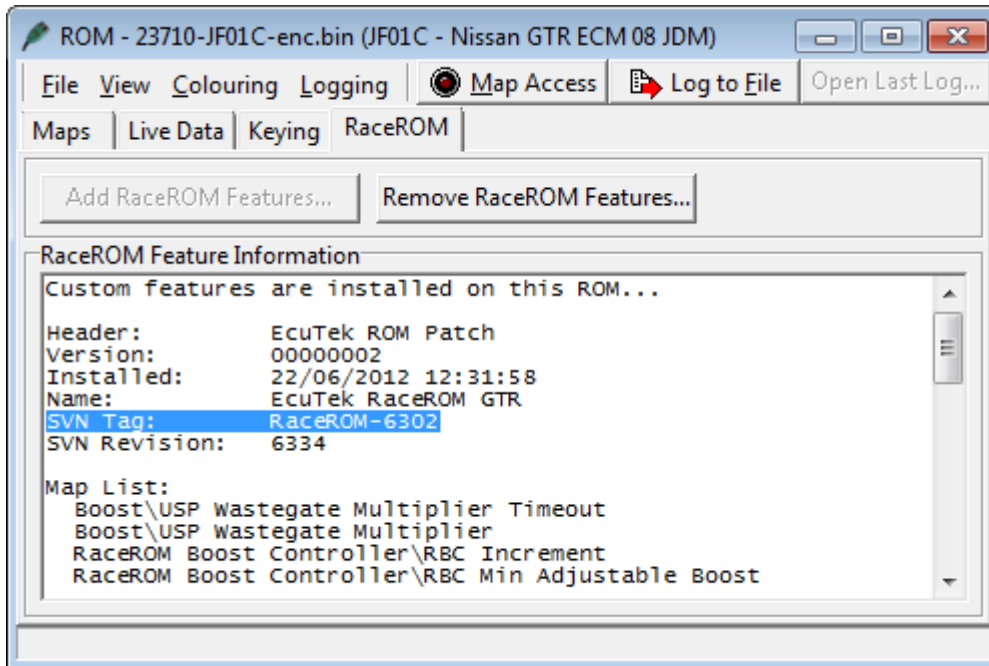 ROM - 23710-JF01C-enc.bin (JF01C - Nissan GTR ECM 08 JDM)
File View Colouring Logging Map Access Log to File Open Last Log...
Maps Live Data Keying RaceROM
Add RaceROM Features... Remove RaceROM Features...
RaceROM Feature Information
Custom features are installed on this ROM...
Header: EcuTek ROM Patch
Version: 00000002
Installed: 22/06/2012 12:31:58
Name: EcuTek RaceROM GTR
SVN Tag: RaceROM-6302
SVN Revision: 6334
Map List:
Boost\USP Wastegate Multiplier Timeout
Boost\USP Wastegate Multiplier
RaceROM Boost Controller\RBC Increment
RaceROM Boost Controller\RBC Min Adjustable Boost